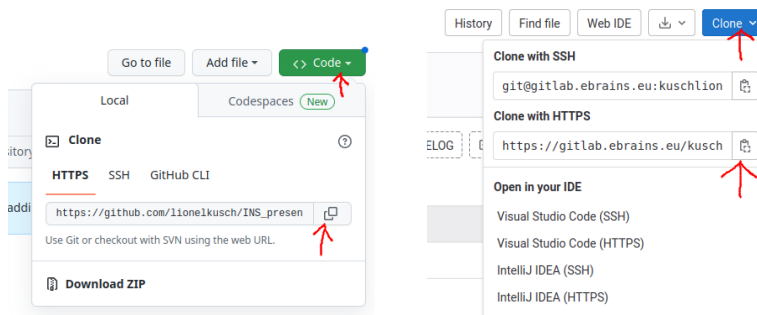 Go to file Add file <> Code
Local Codespaces New
Clone
HTTPS SSH GitHub CLI
https://github.com/lionelkusch/INS_presen
Use Git or checkout with SVN using the web URL.
Download ZIP
sitory
addi
History Find file Web IDE Clone
Clone with SSH
git@gitlab.ebrains.eu:kuschlion
Clone with HTTPS
ELOG
https://gitlab.ebrains.eu/kusch
Open in your IDE
Visual Studio Code (SSH)
Visual Studio Code (HTTPS)
IntelliJ IDEA (SSH)
IntelliJ IDEA (HTTPS)